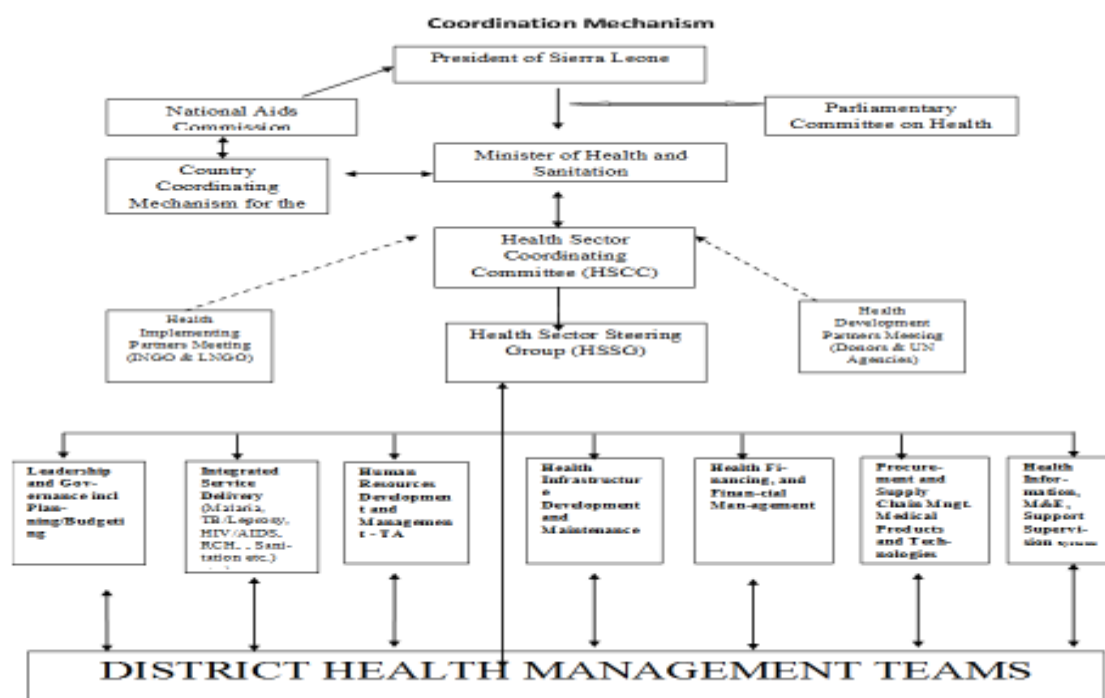 Coordination Mechanism
President of Sierra Leone
National Aids
Commission
Parliamentary
Committee on Health
Country
Coordinating
Mechanism for the
Minister of Health and
Sanitation
Health Sector
Coordinating
Committee (HSCC)
Health
Implementing
Partners Meeting
(INGO & LNGO)
Health Sector Steering
Group (HSSG)
Health
Development
Partners Meeting
(Donors & UN
Agencies)
Leadership
and Gov-
ernance incl
Plan-
ning/Budgeti
ng
Integrated
Service
Delivery
(Malaria,
TB/Leprosy,
HIV/AIDS,
RCH, , Sani-
tation etc.)
Human
Resources
Developmen
t and
Managemen
t - TA
Health
Infrastructur
e
Development
and
Maintenance
Health Fi-
nancing, and
Finan-cial
Man-agement
Procure-
ment and
Supply
Chain Mngt.
Medical
Products
and Tech-
nologies
Health
Infor-
mation,
M&E,
Support
Supervi-
sion
DISTRICT HEALTH MANAGEMENT TEAMS